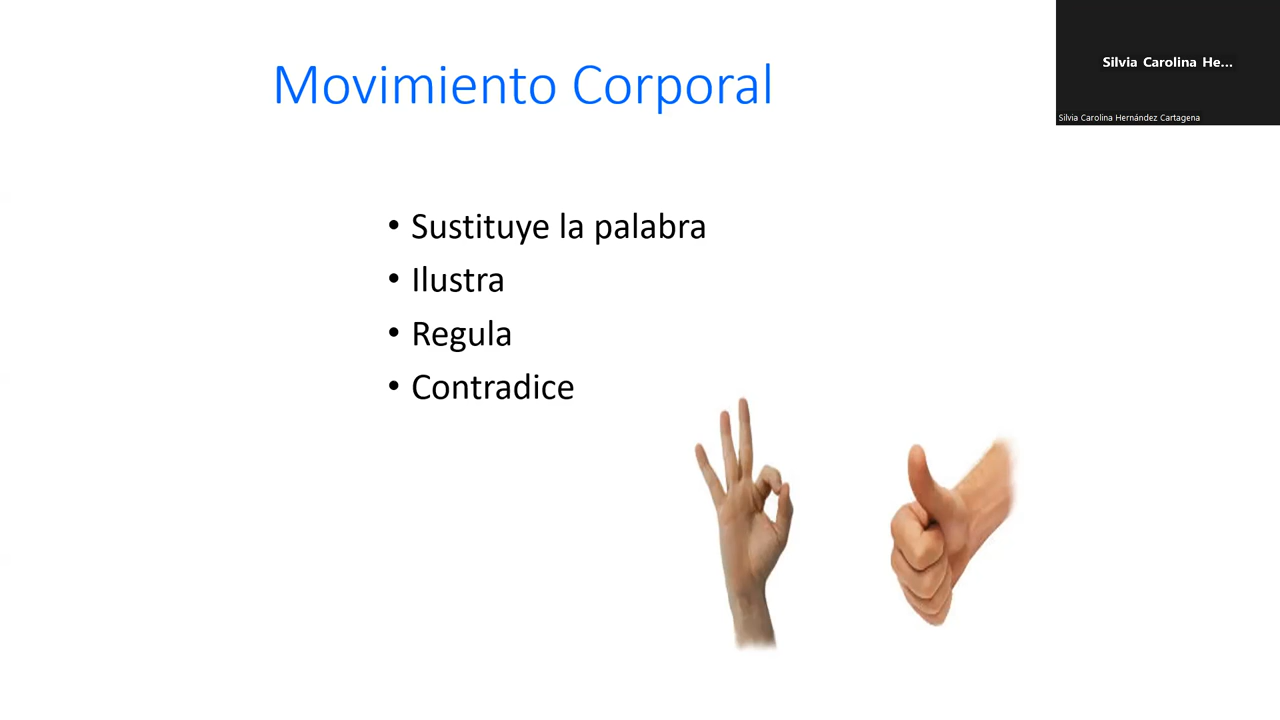 Movimiento Corporal
Silvia Carolina He...
Silvia Carolina Hernández Cartagena
• Sustituye la palabra
• Ilustra
• Regula
• Contradice